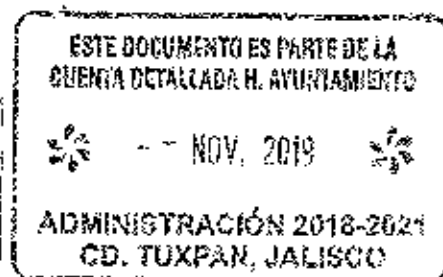 ESTE DOCUMENTO ES PARTE DE LA
CUENTA DETALLADA H. AYUNTAMIENTO
- - NOV, 2019
ADMINISTRACIÓN 2018-2021
CD. TUXPAN, JALISCO